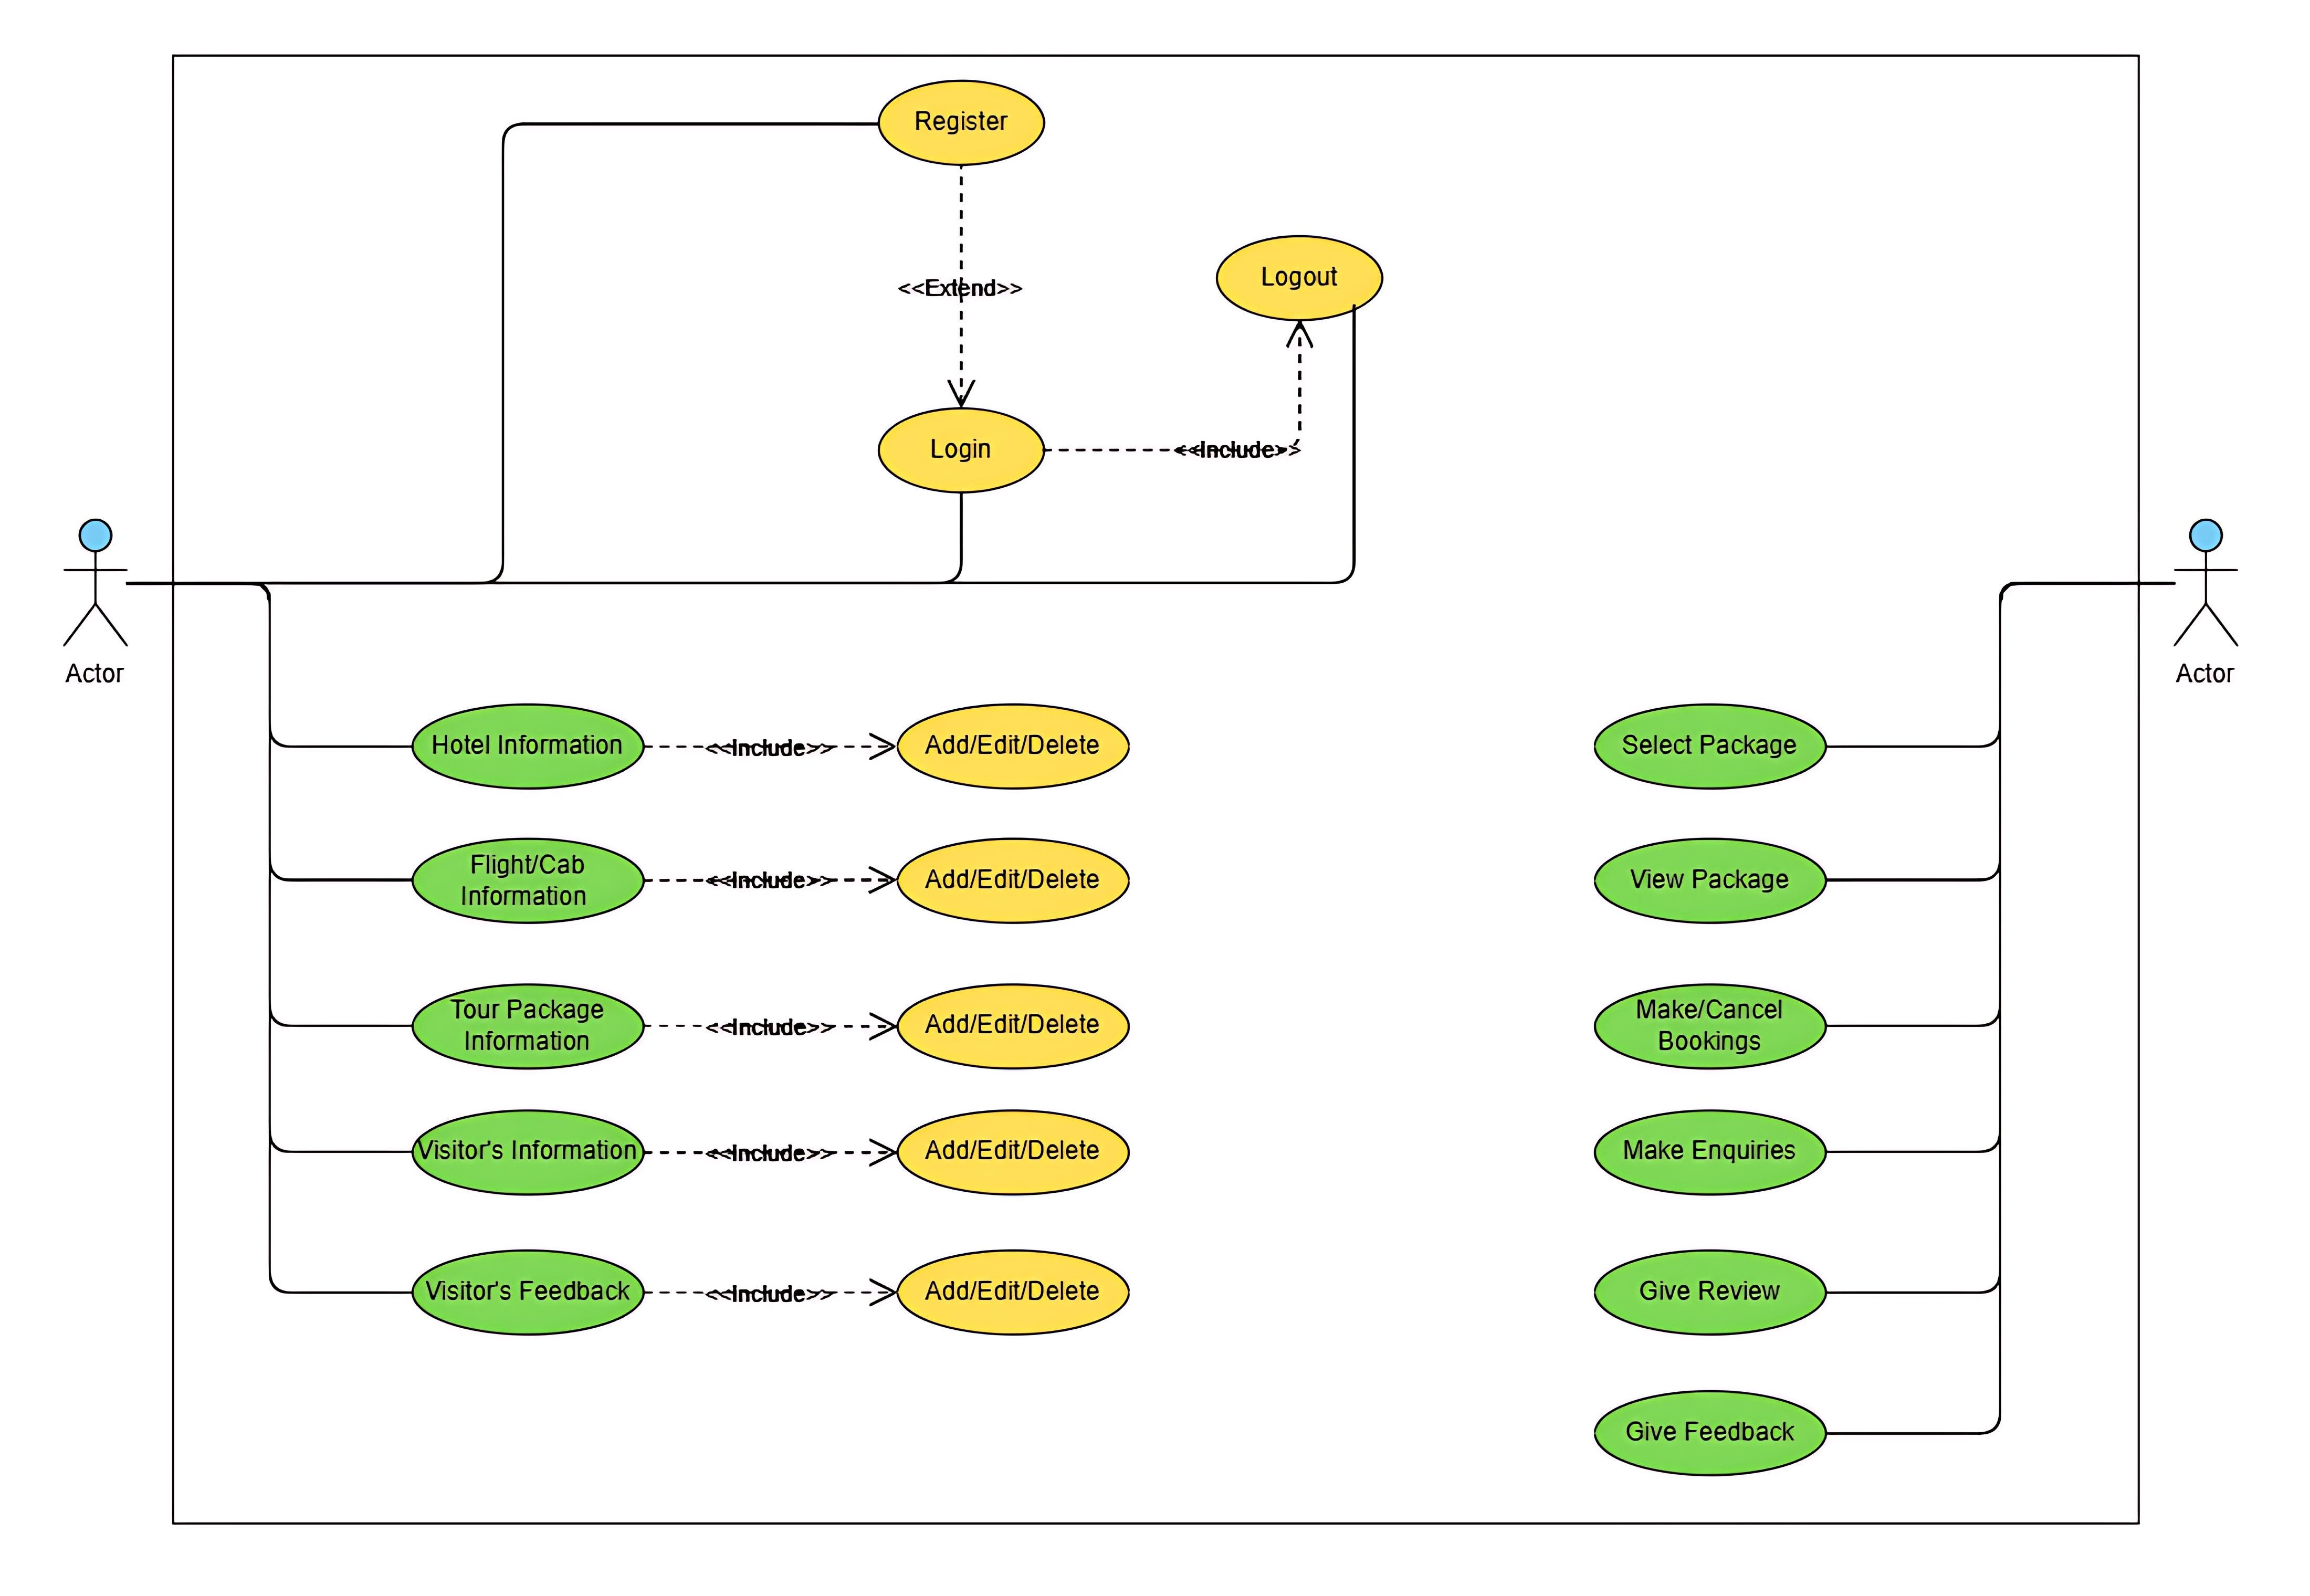 Register
<<Extend>>
Logout
Login
<<Include>>
Actor
Actor
Hotel Information
<<Include>>
Add/Edit/Delete
Select Package
Flight/Cab
Information
<<Include>>
Add/Edit/Delete
View Package
Tour Package
Information
<<Include>>
Add/Edit/Delete
Make/Cancel
Bookings
Visitor's Information
<<Include>>
Add/Edit/Delete
Make Enquiries
Visitor's Feedback
<<Include>>
Add/Edit/Delete
Give Review
Give Feedback